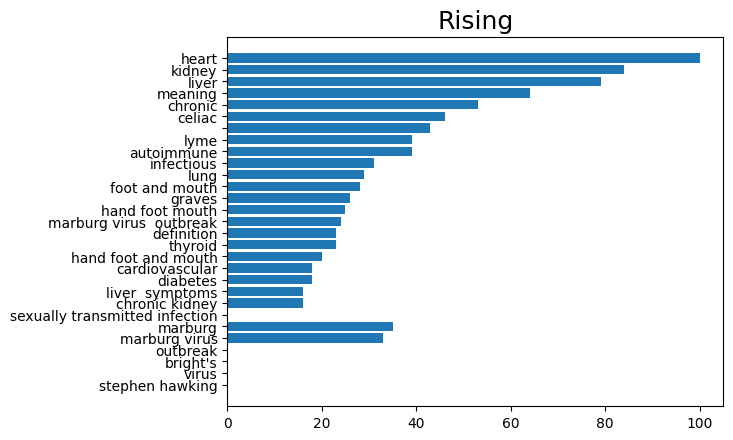 Rising
heart
kidney
liver
meaning
chronic
celiac
lyme
autoimmune
infectious
lung
foot and mouth
graves
hand foot mouth
marburg virus  outbreak
definition
thyroid
hand foot and mouth
cardiovascular
diabetes
liver  symptoms
chronic kidney
sexually transmitted infection
marburg
marburg virus
outbreak
bright's
virus
stephen hawking
0 20 40 60 80 100